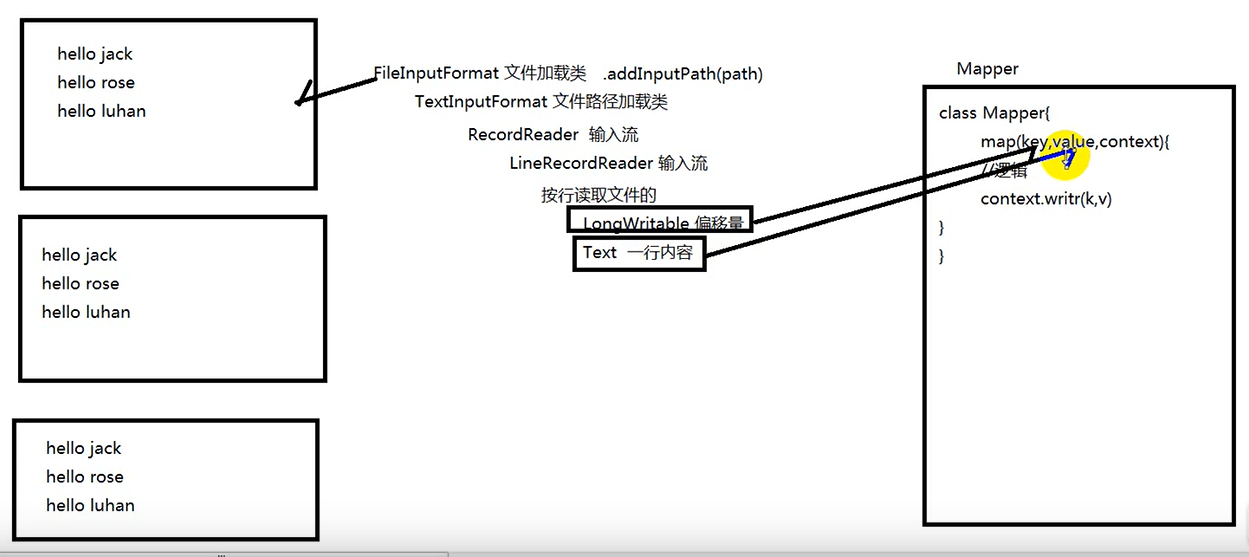 hello jack
hello rose
hello luhan
hello jack
hello rose
hello luhan
hello jack
hello rose
hello luhan
FileInputFormat 文件加载类 .addInputPath(path)
TextInputFormat 文件路径加载类
RecordReader 输入流
LineRecordReader 输入流
按行读取文件的
LongWritable 偏移量
Text 一行内容
Mapper
class Mapper{
map(key,value,context){
//逻辑
context.writr(k,v)
}
}